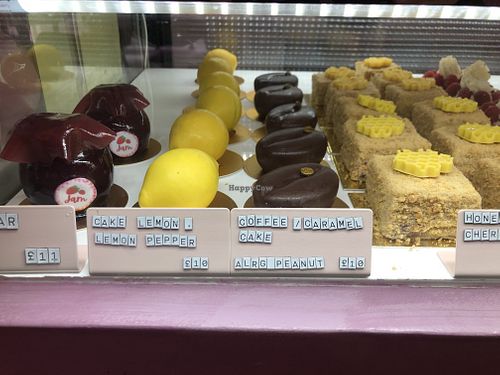 Jam
Jam
HappyCow
AR
£11
CAKE LEMON.
LEMON PEPPER
£10
COFFEE /CARAMEL
CAKE
ALRG PEANUT £10
HONE
CHER